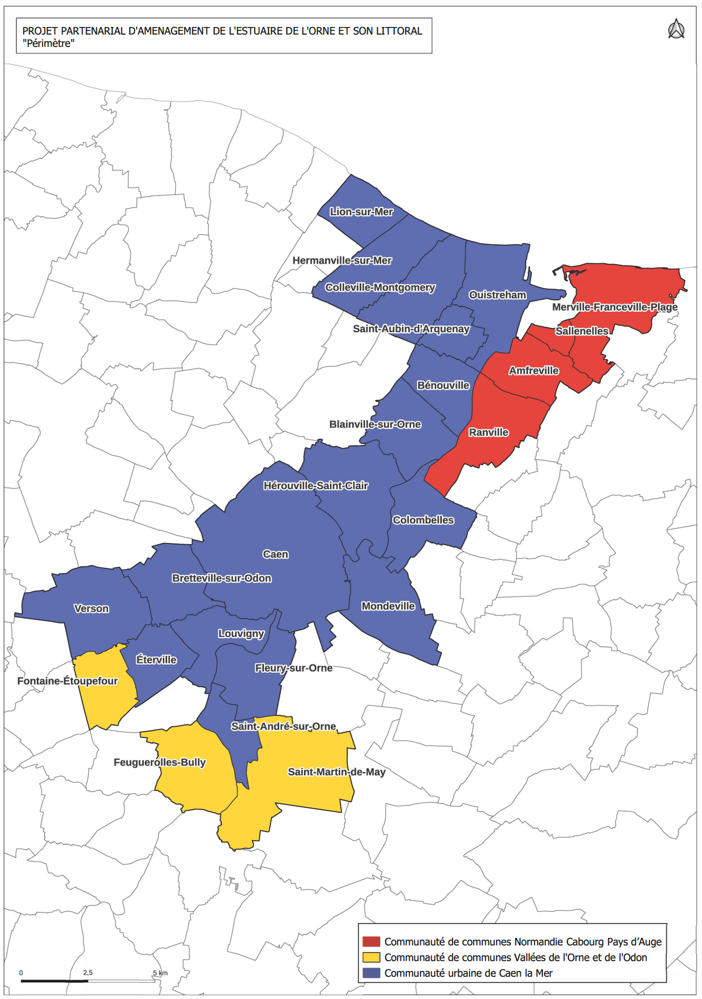 PROJET PARTENARIAL D'AMENAGEMENT DE L'ESTUAIRE DE L'ORNE ET SON LITTORAL
"Périmètre"
Lion-sur-Mer
Hermanville-sur-Mer
Colleville-Montgomery
Ouistreham
Merville-Franceville-Plage
Saint-Aubin-d'Arquenay
Sallenelles
Amfreville
Bénouville
Blainville-sur-Orne
Ranville
Hérouville-Saint-Clair
Colombelles
Caen
Bretteville-sur-Odon
Verson
Mondeville
Louvigny
Éterville
Fleury-sur-Orne
Fontaine-Étoupefour
Saint-André-sur-Orne
Feuguerolles-Bully
Saint-Martin-de-May
Communauté de communes Normandie Cabourg Pays d’Auge
Communauté de communes Vallées de l'Orne et de l'Odon
Communauté urbaine de Caen la Mer
0 2,5 5 km